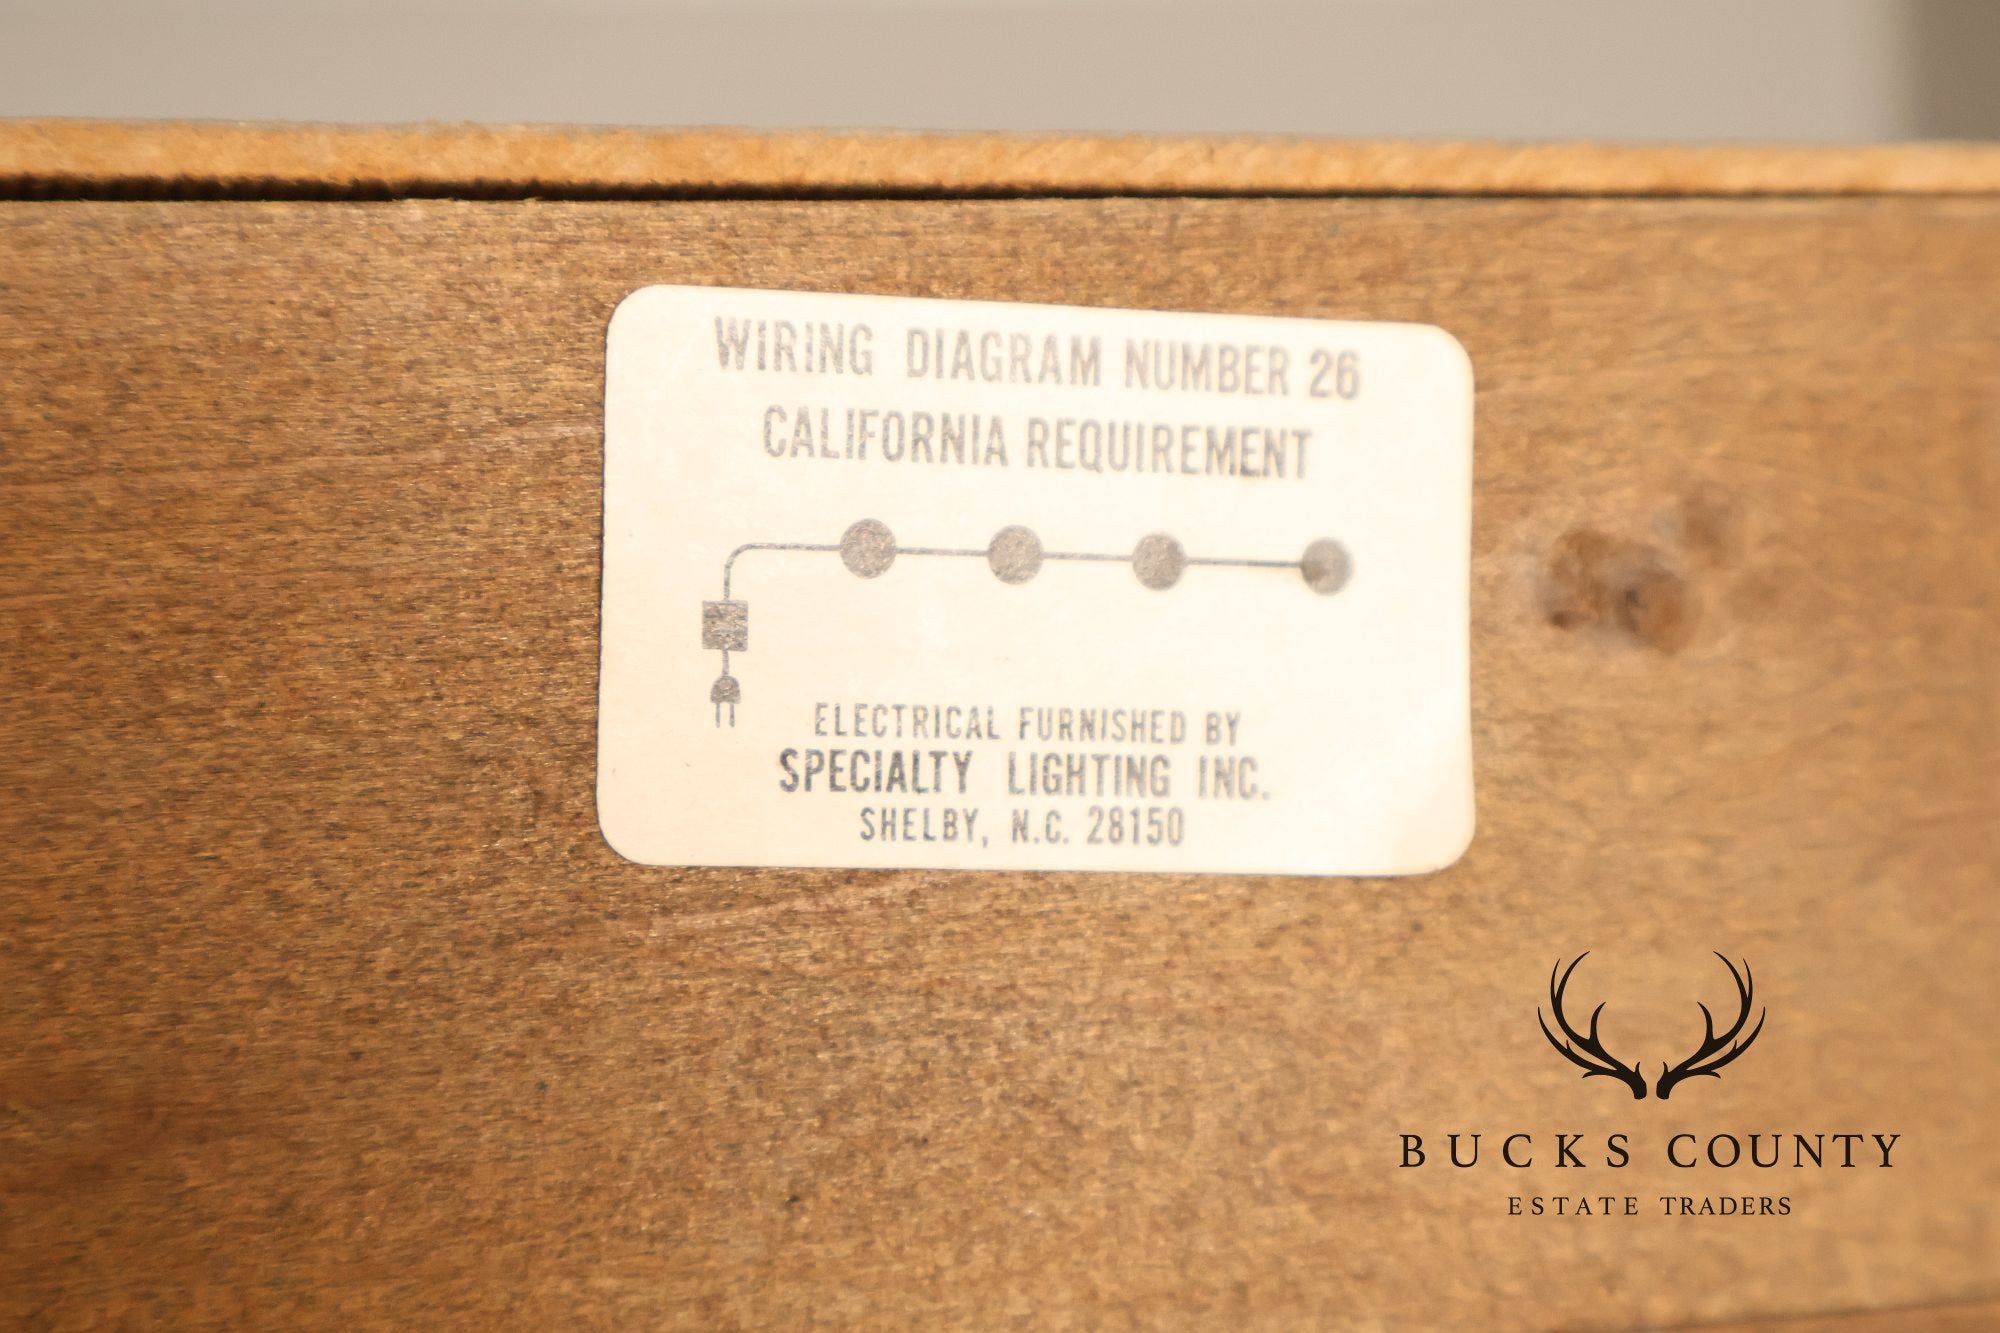 WIRING DIAGRAM NUMBER 26
CALIFORNIA REQUIREMENT
ELECTRICAL FURNISHED BY
SPECIALTY LIGHTING INC.
SHELBY, N.C. 28150
BUCKS COUNTY
ESTATE TRADERS